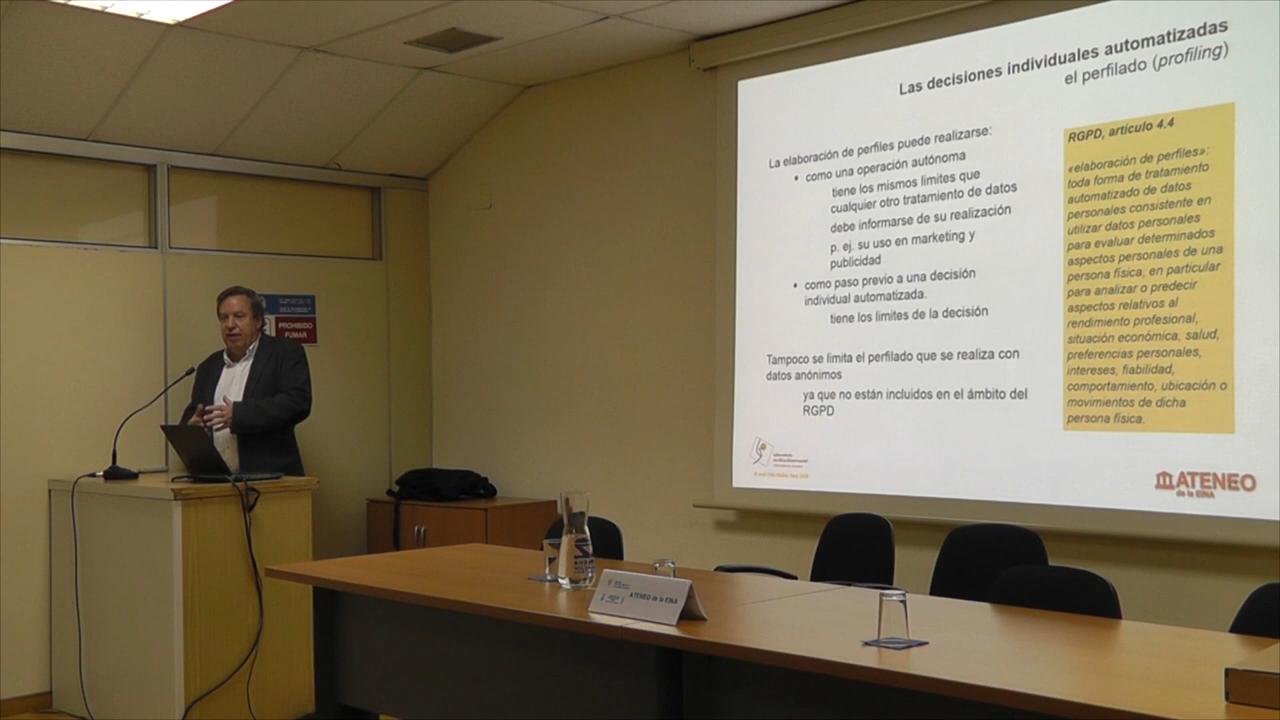 Las decisiones individuales automatizadas
el perfilado (profiling)
La elaboración de perfiles puede realizarse:
• como una operación autónoma
tiene los mismos limites que
cualquier otro tratamiento de datos
debe informarse de su realización
p. ej. su uso en marketing y
publicidad
• como paso previo a una decisión
individual automatizada.
tiene los limites de la decisión
Tampoco se limita el perfilado que se realiza con
datos anónimos
ya que no están incluidos en el ámbito del
RGPD
RGPD, artículo 4.4
«elaboración de perfiles»:
toda forma de tratamiento
automatizado de datos
personales consistente en
utilizar datos personales
para evaluar determinados
aspectos personales de una
persona física, en particular
para analizar o predecir
aspectos relativos al
rendimiento profesional,
situación económica, salud,
preferencias personales,
intereses, fiabilidad,
comportamiento, ubicación o
movimientos de dicha
persona física.
ATENEO
de la EINA
PROHIBIDO
FUMAR
ATENEO de la EINA